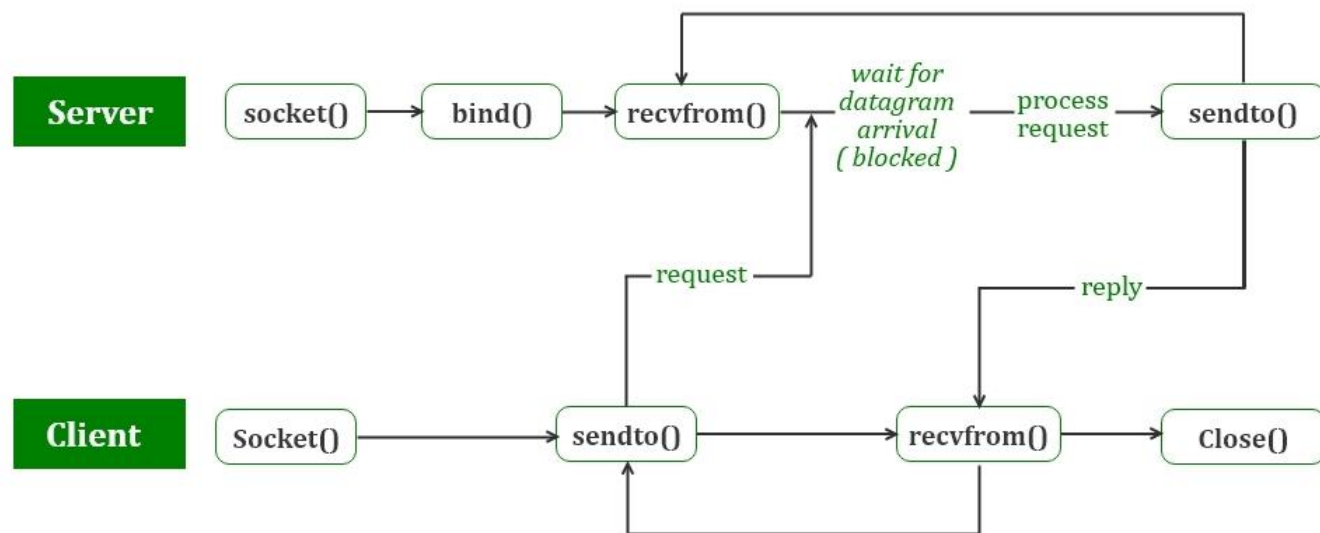 Server
socket()
bind()
recvfrom()
wait for
datagram
arrival
( blocked )
process
request
sendto()
request
reply
Client
Socket()
sendto()
recvfrom()
Close()